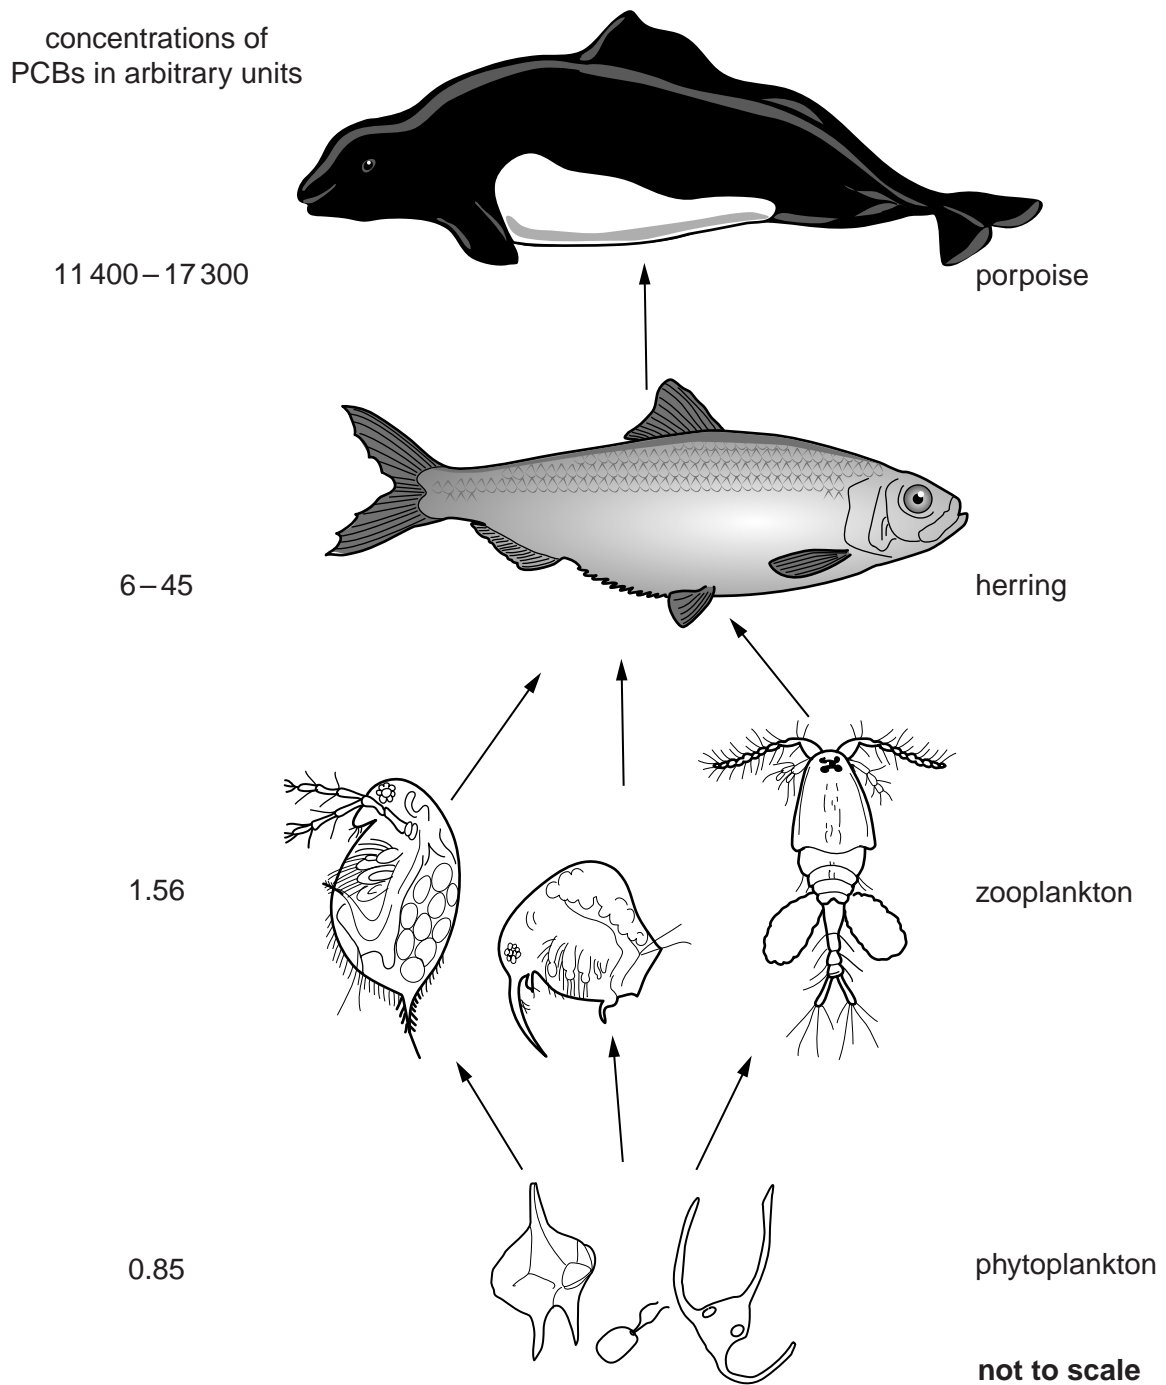 concentrations of
PCBs in arbitrary units
11 400 – 17 300
porpoise
6 – 45
herring
1.56
zooplankton
0.85
phytoplankton
not to scale